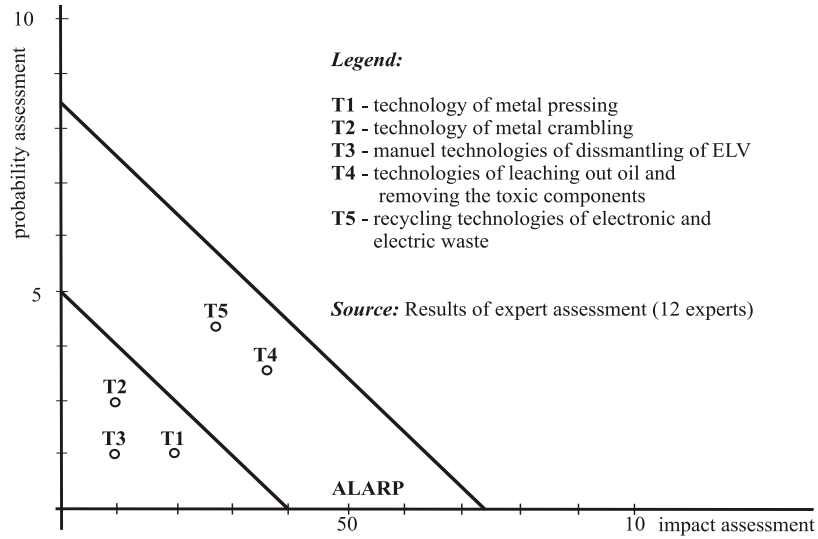 10
probability assessment
Legend:
T1 - technology of metal pressing
T2 - technology of metal crambling
T3 - manuel technologies of dissmantling of ELV
T4 - technologies of leaching out oil and
removing the toxic components
T5 - recycling technologies of electronic and
electric waste
5
Source: Results of expert assessment (12 experts)
T5
T4
T2
T3
T1
ALARP
50
10
impact assessment